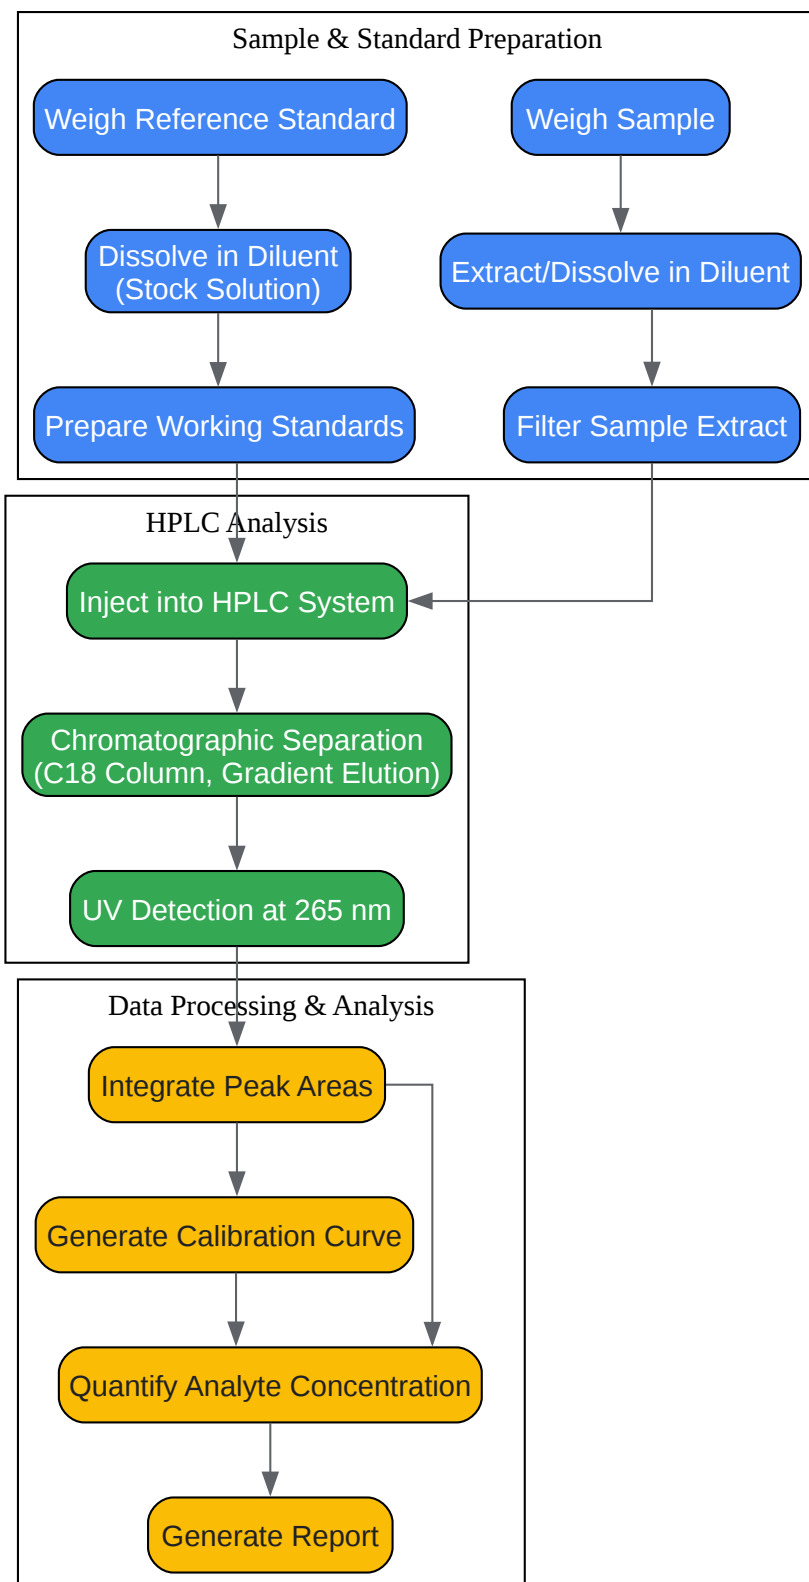 Sample & Standard Preparation
Weigh Reference Standard
Weigh Sample
Dissolve in Diluent
(Stock Solution)
Extract/Dissolve in Diluent
Prepare Working Standards
Filter Sample Extract
HPLC Analysis
Inject into HPLC System
Chromatographic Separation
(C18 Column, Gradient Elution)
UV Detection at 265 nm
Data Processing & Analysis
Integrate Peak Areas
Generate Calibration Curve
Quantify Analyte Concentration
Generate Report